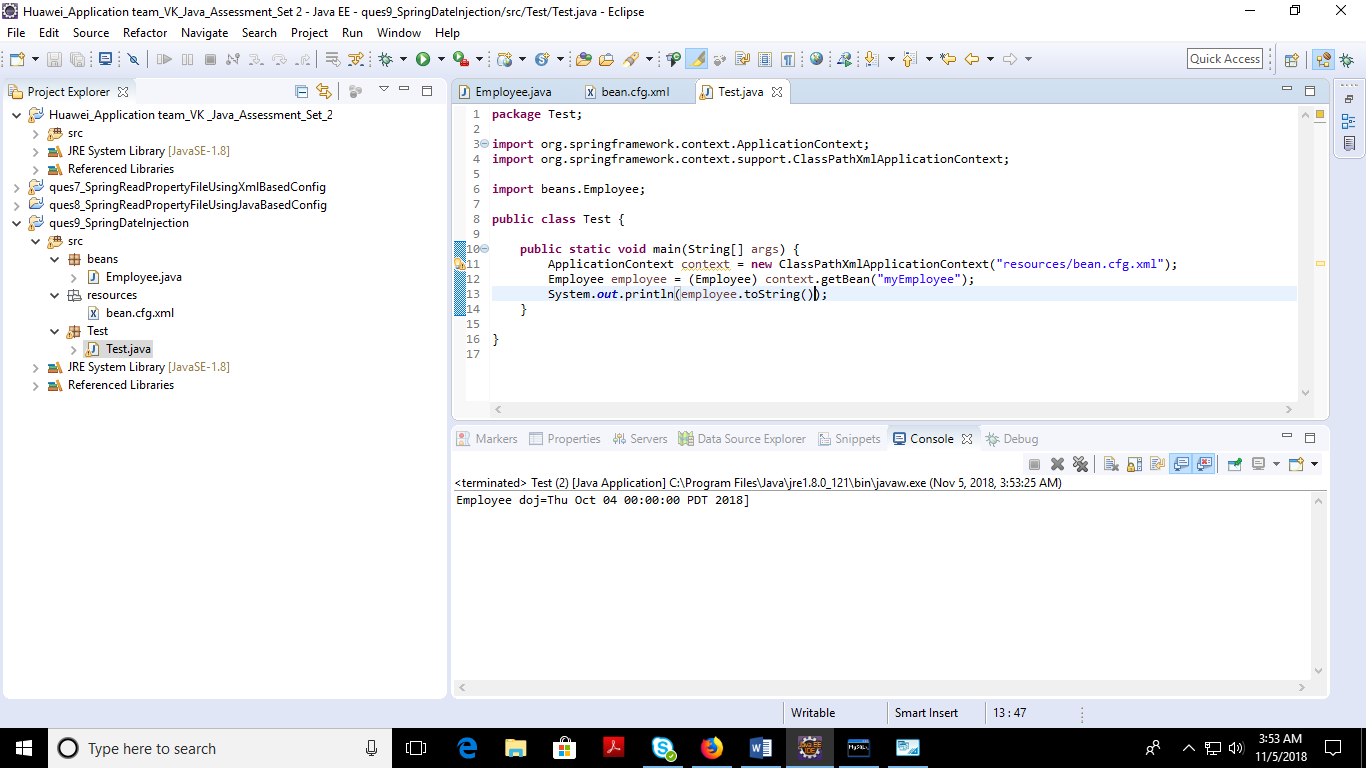 Huawei_Application team_VK_Java_Assessment_Set 2 - Java EE - ques9_SpringDateInjection/src/Test/Test.java - Eclipse
File Edit Source Refactor Navigate Search Project Run Window Help
Quick Access
Project Explorer
Huawei_Application team_VK _Java_Assessment_Set_2
src
JRE System Library [JavaSE-1.8]
Referenced Libraries
ques7_SpringReadPropertyFileUsingXmlBasedConfig
ques8_SpringReadPropertyFileUsingJavaBasedConfig
ques9_SpringDateInjection
src
beans
Employee.java
resources
bean.cfg.xml
Test
Test.java
JRE System Library [JavaSE-1.8]
Referenced Libraries
Employee.java bean.cfg.xml Test.java
1 package Test;
2
3 import org.springframework.context.ApplicationContext;
4 import org.springframework.context.support.ClassPathXmlApplicationContext;
5
6 import beans.Employee;
7
8 public class Test {
9
10 public static void main(String[] args) {
11 ApplicationContext context = new ClassPathXmlApplicationContext("resources/bean.cfg.xml");
12 Employee employee = (Employee) context.getBean("myEmployee");
13 System.out.println(employee.toString());
14 }
15
16 }
17
Markers Properties Servers Data Source Explorer Snippets Console Debug
<terminated> Test (2) [Java Application] C:\Program Files\Java\jre1.8.0_121\bin\javaw.exe (Nov 5, 2018, 3:53:25 AM)
Employee doj=Thu Oct 04 00:00:00 PDT 2018]
Writable Smart Insert 13 : 47
Type here to search
3:53 AM
11/5/2018